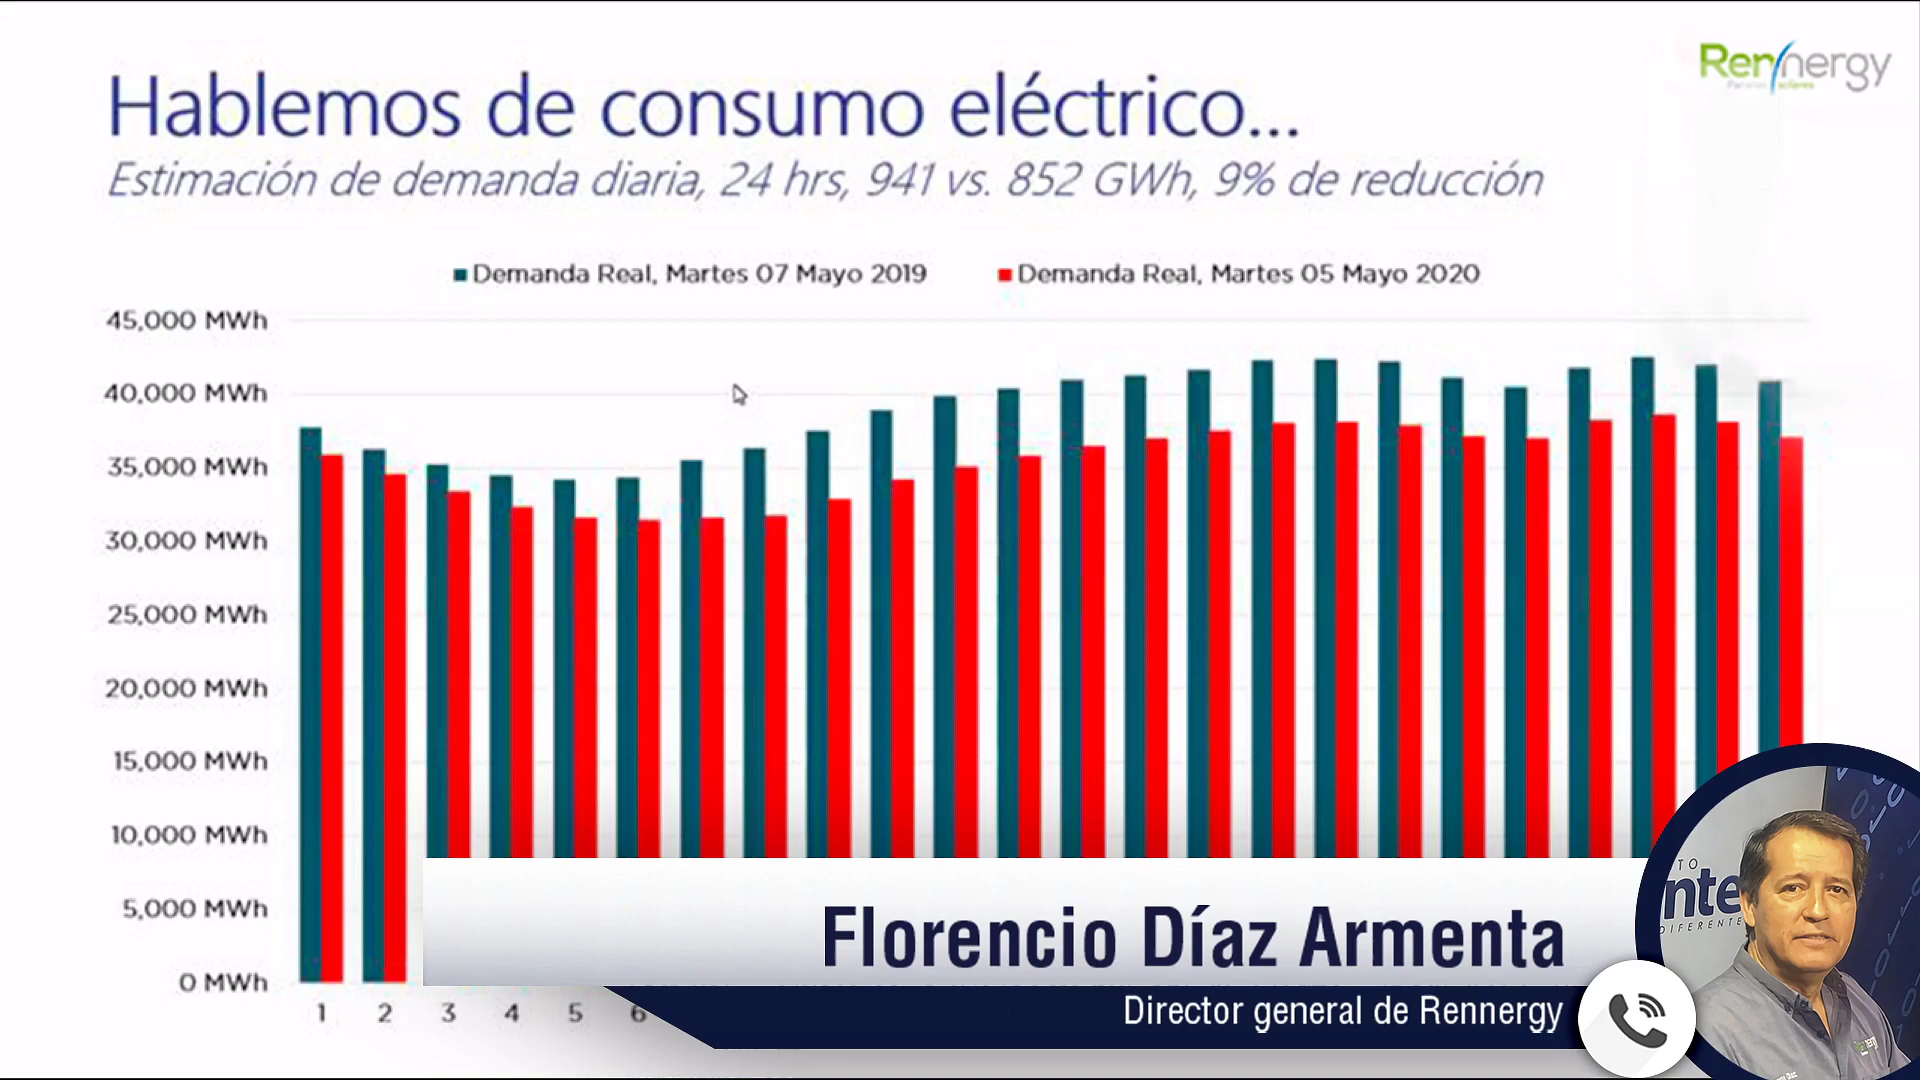 Rennergy
Hablemos de consumo eléctrico...
Estimación de demanda diaria, 24 hrs, 941 vs. 852 GWh, 9% de reducción
Demanda Real, Martes 07 Mayo 2019
Demanda Real, Martes 05 Mayo 2020
45,000 MWh
40,000 MWh
35,000 MWh
30,000 MWh
25,000 MWh
20,000 MWh
15,000 MWh
10,000 MWh
5,000 MWh
0 MWh
1 2 3 4 5 6
TO
nte
DIFERENTE
Florencio Díaz Armenta
Director general de Rennergy